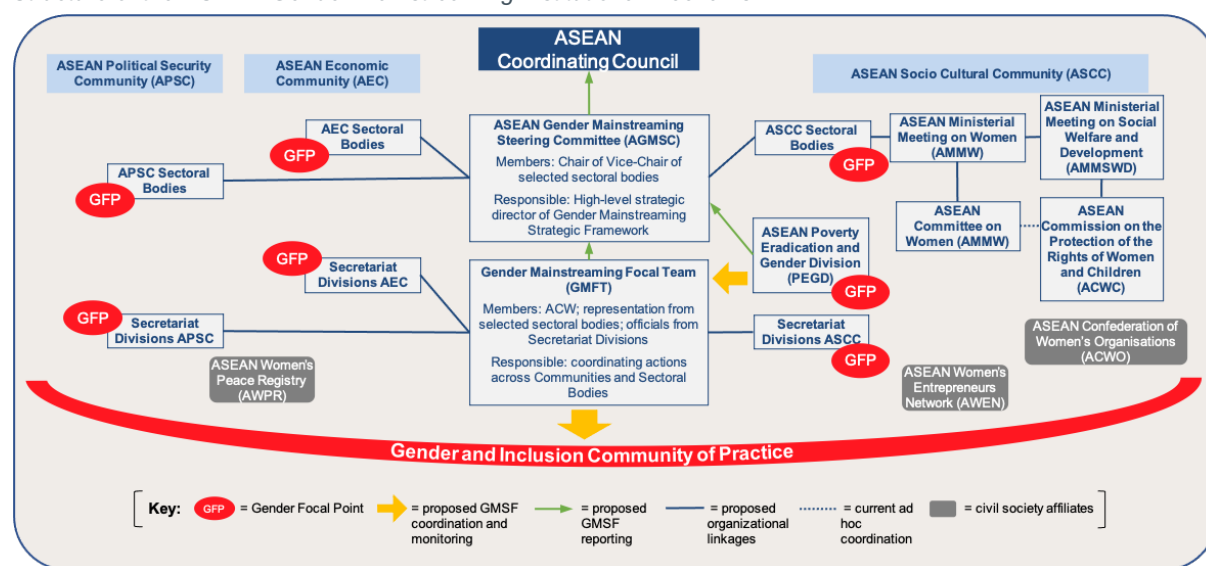 ASEAN
Coordinating Council
ASEAN Political Security
Community (APSC)
ASEAN Economic
Community (AEC)
ASEAN Socio Cultural Community (ASCC)
AEC Sectoral
Bodies
GFP
APSC Sectoral
Bodies
GFP
ASEAN Gender Mainstreaming
Steering Committee (AGMSC)
Members: Chair of Vice-Chair of
selected sectoral bodies
Responsible: High-level strategic
director of Gender Mainstreaming
Strategic Framework
ASCC Sectoral
Bodies
GFP
ASEAN Ministerial
Meeting on Women
(AMMW)
ASEAN Ministerial
Meeting on Social
Welfare and
Development
(AMMSWD)
ASEAN
Committee on
Women (AMMW)
ASEAN
Commission on the
Protection of the
Rights of Women
and Children
(ACWC)
ASEAN Poverty
Eradication and
Gender Division
(PEGD)
GFP
GFP
Secretariat
Divisions AEC
GFP
Secretariat
Divisions APSC
Gender Mainstreaming Focal Team
(GMFT)
Members: ACW; representation from
selected sectoral bodies; officials from
Secretariat Divisions
Responsible: coordinating actions
across Communities and Sectoral
Bodies
Secretariat
Divisions ASCC
GFP
ASEAN Women's
Peace Registry
(AWPR)
ASEAN Confederation of
Women's Organisations
(ACWO)
ASEAN Women's
Entrepreneurs
Network (AWEN)
Gender and Inclusion Community of Practice
Key:
GFP
= Gender Focal Point
= proposed GMSF
coordination and
monitoring
= proposed
GMSF
reporting
= proposed
organizational
linkages
= current ad
hoc
coordination
= civil society affiliates